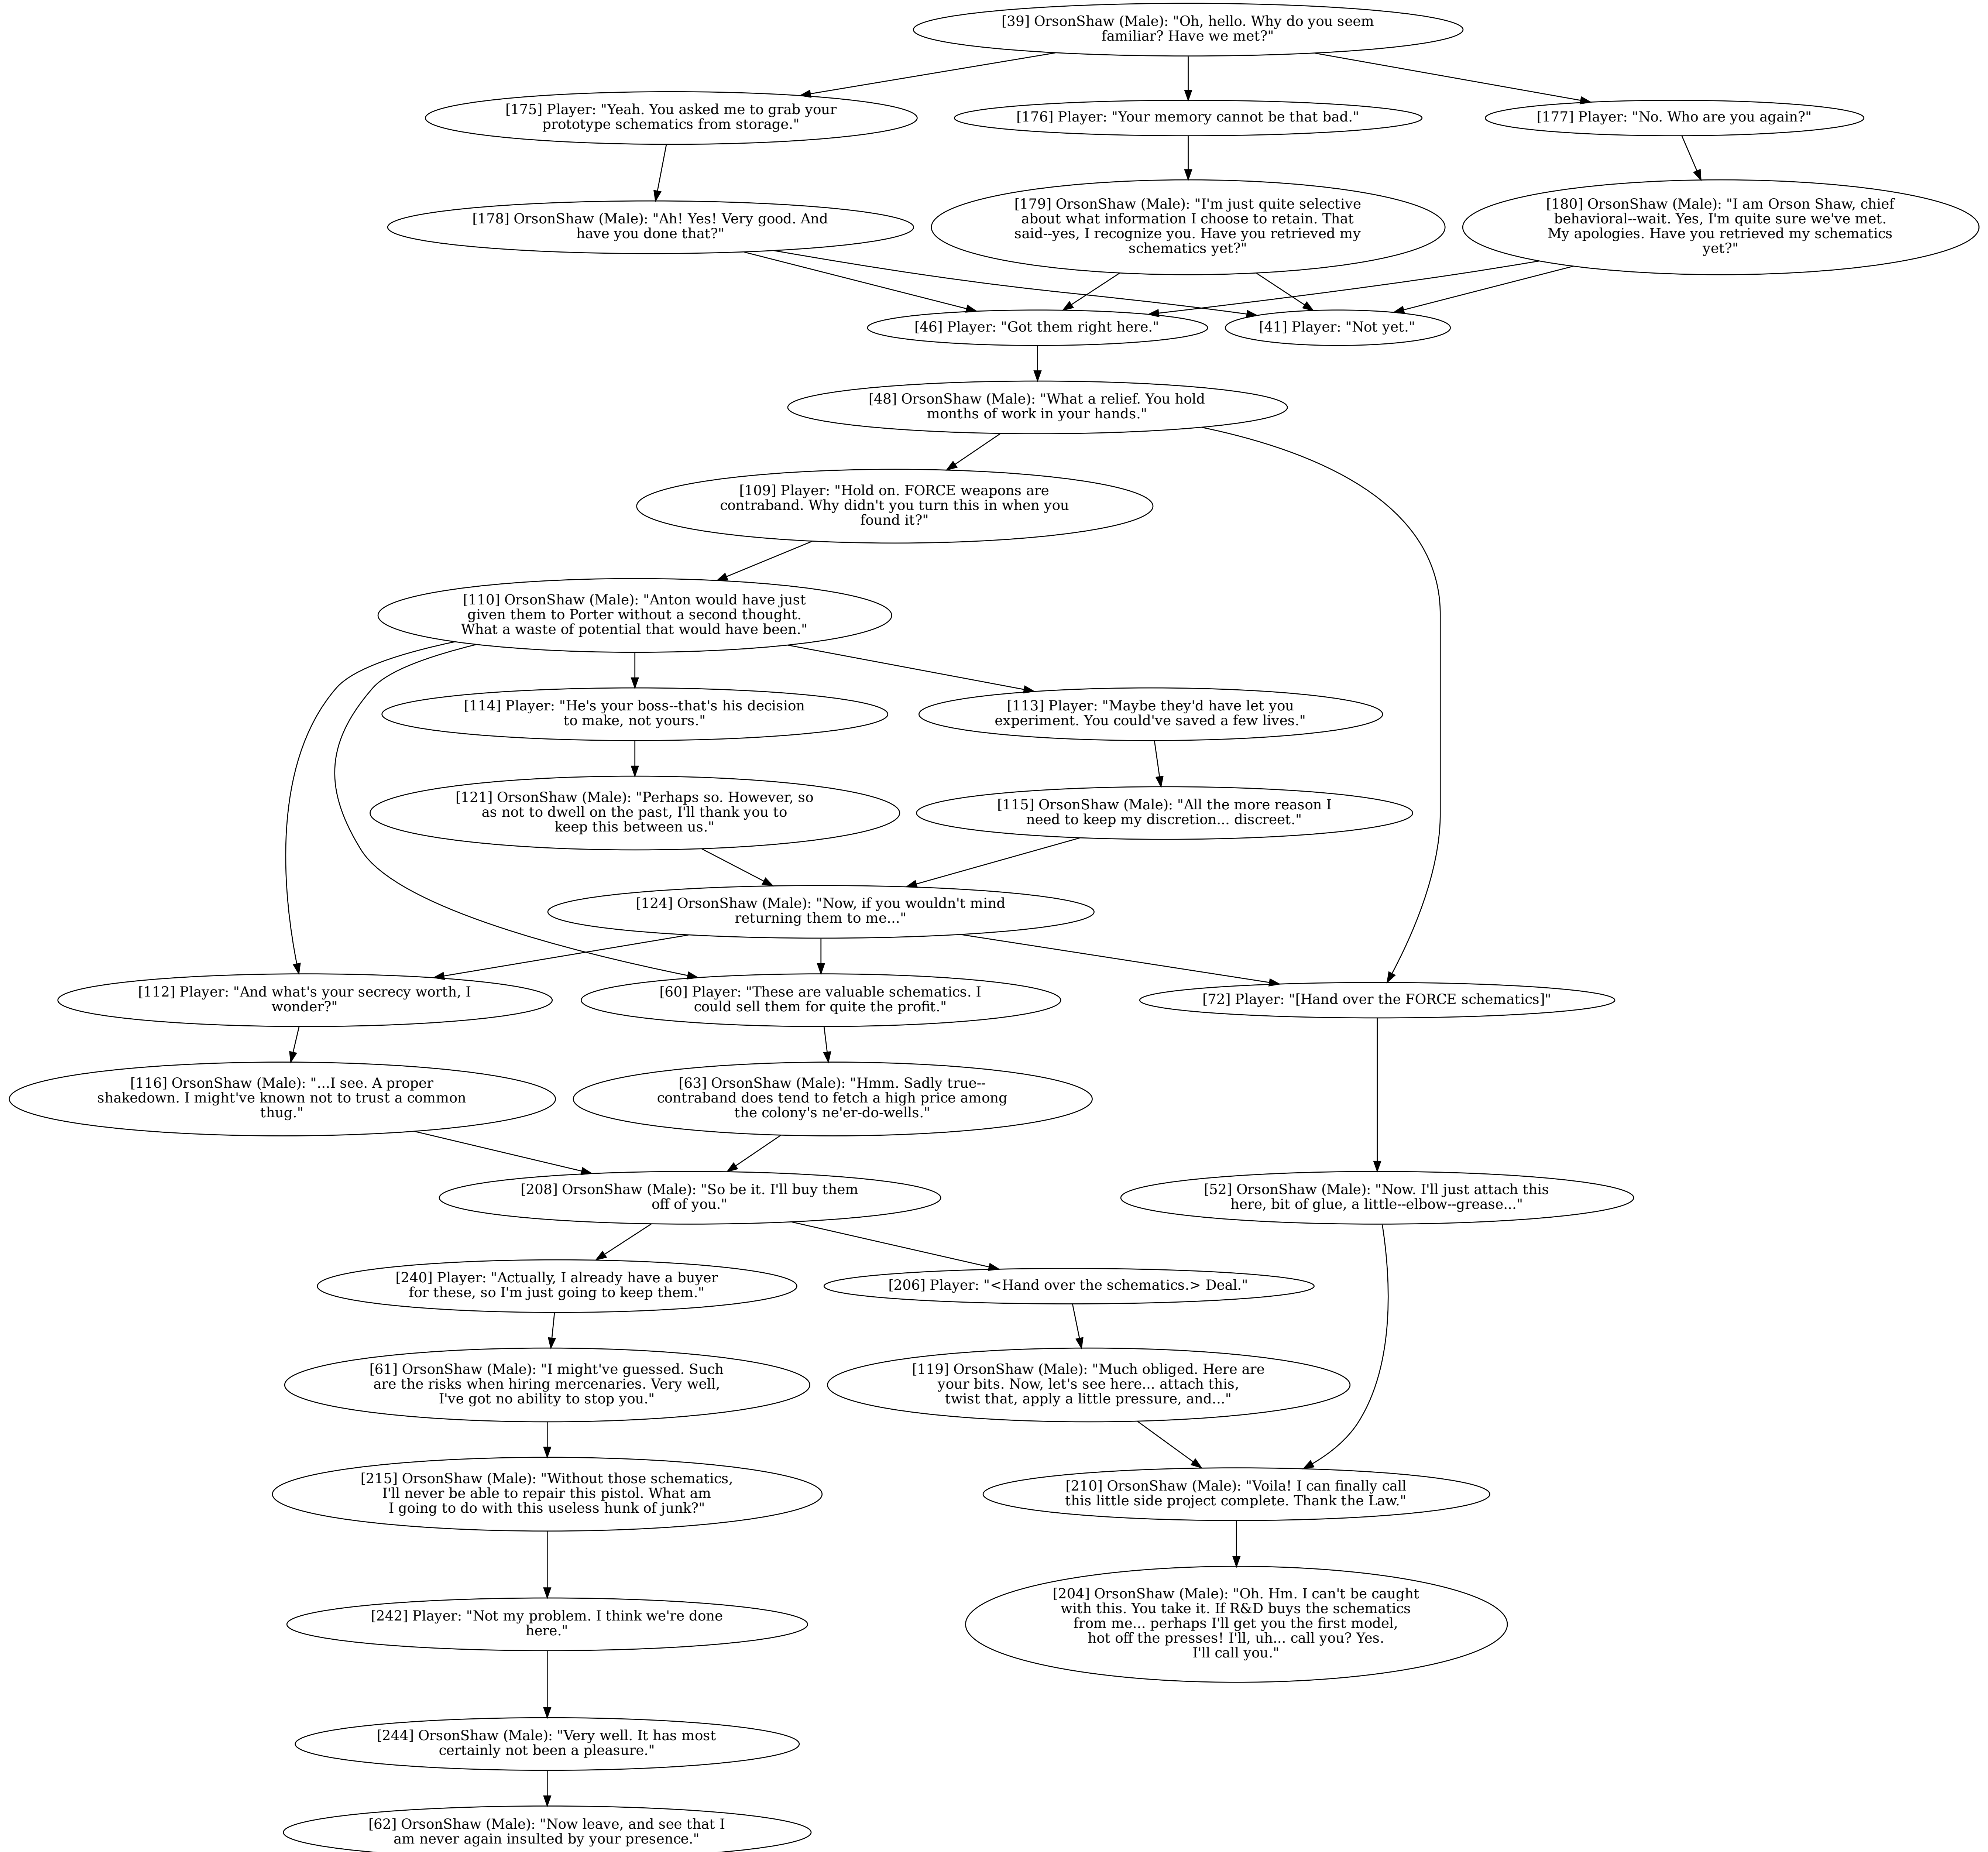 [39] OrsonShaw (Male): "Oh, hello. Why do you seem
familiar? Have we met?"
[175] Player: "Yeah. You asked me to grab your
prototype schematics from storage."
[176] Player: "Your memory cannot be that bad."
[177] Player: "No. Who are you again?"
[178] OrsonShaw (Male): "Ah! Yes! Very good. And
have you done that?"
[179] OrsonShaw (Male): "I'm just quite selective
about what information I choose to retain. That
said--yes, I recognize you. Have you retrieved my
schematics yet?"
[180] OrsonShaw (Male): "I am Orson Shaw, chief
behavioral--wait. Yes, I'm quite sure we've met.
My apologies. Have you retrieved my schematics
yet?"
[46] Player: "Got them right here."
[41] Player: "Not yet."
[48] OrsonShaw (Male): "What a relief. You hold
months of work in your hands."
[109] Player: "Hold on. FORCE weapons are
contraband. Why didn't you turn this in when you
found it?"
[110] OrsonShaw (Male): "Anton would have just
given them to Porter without a second thought.
What a waste of potential that would have been."
[114] Player: "He's your boss--that's his decision
to make, not yours."
[113] Player: "Maybe they'd have let you
experiment. You could've saved a few lives."
[121] OrsonShaw (Male): "Perhaps so. However, so
as not to dwell on the past, I'll thank you to
keep this between us."
[115] OrsonShaw (Male): "All the more reason I
need to keep my discretion... discreet."
[124] OrsonShaw (Male): "Now, if you wouldn't mind
returning them to me..."
[112] Player: "And what's your secrecy worth, I
wonder?"
[60] Player: "These are valuable schematics. I
could sell them for quite the profit."
[72] Player: "[Hand over the FORCE schematics]"
[116] OrsonShaw (Male): "...I see. A proper
shakedown. I might've known not to trust a common
thug."
[63] OrsonShaw (Male): "Hmm. Sadly true--
contraband does tend to fetch a high price among
the colony's ne'er-do-wells."
[208] OrsonShaw (Male): "So be it. I'll buy them
off of you."
[52] OrsonShaw (Male): "Now. I'll just attach this
here, bit of glue, a little--elbow--grease..."
[240] Player: "Actually, I already have a buyer
for these, so I'm just going to keep them."
[206] Player: "<Hand over the schematics.> Deal."
[61] OrsonShaw (Male): "I might've guessed. Such
are the risks when hiring mercenaries. Very well,
I've got no ability to stop you."
[119] OrsonShaw (Male): "Much obliged. Here are
your bits. Now, let's see here... attach this,
twist that, apply a little pressure, and..."
[215] OrsonShaw (Male): "Without those schematics,
I'll never be able to repair this pistol. What am
I going to do with this useless hunk of junk?"
[210] OrsonShaw (Male): "Voila! I can finally call
this little side project complete. Thank the Law."
[242] Player: "Not my problem. I think we're done
here."
[204] OrsonShaw (Male): "Oh. Hm. I can't be caught
with this. You take it. If R&D buys the schematics
from me... perhaps I'll get you the first model,
hot off the presses! I'll, uh... call you? Yes.
I'll call you."
[244] OrsonShaw (Male): "Very well. It has most
certainly not been a pleasure."
[62] OrsonShaw (Male): "Now leave, and see that I
am never again insulted by your presence."